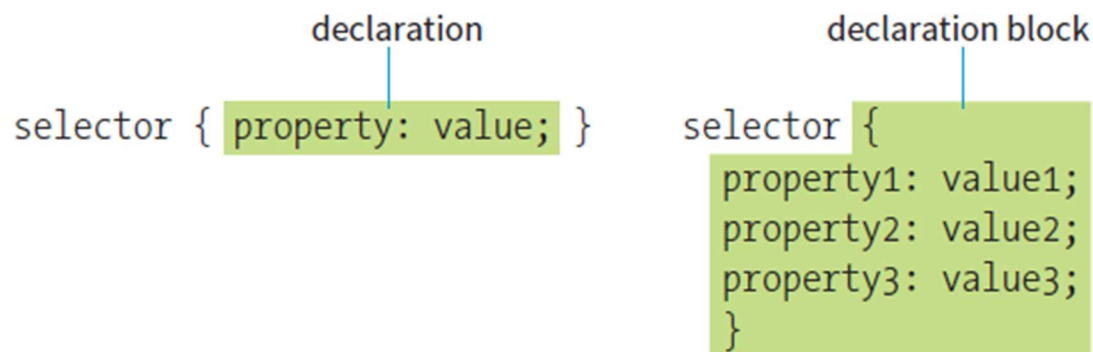 declaration
selector { property: value; }
declaration block
selector {
property1: value1;
property2: value2;
property3: value3;
}